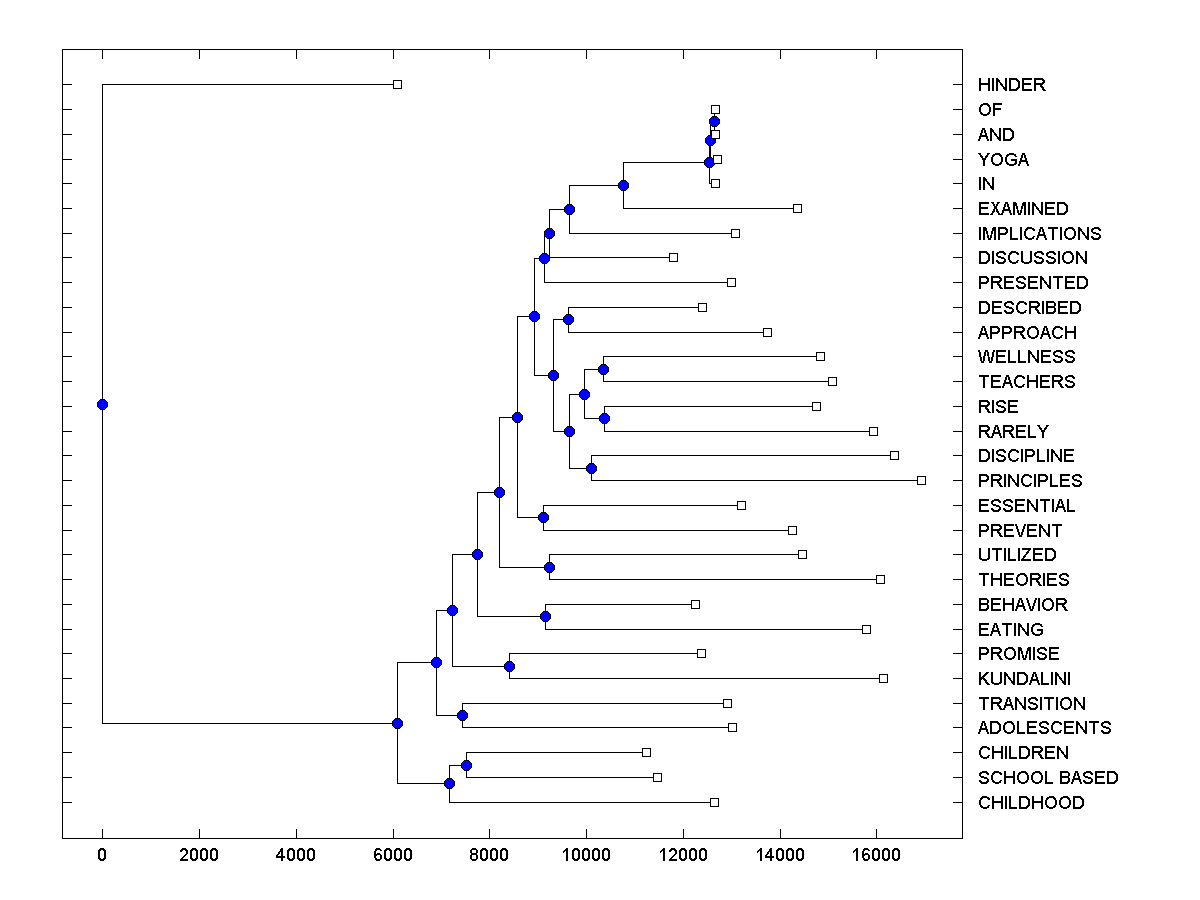 HINDER
OF
AND
YOGA
IN
EXAMINED
IMPLICATIONS
DISCUSSION
PRESENTED
DESCRIBED
APPROACH
WELLNESS
TEACHERS
RISE
RARELY
DISCIPLINE
PRINCIPLES
ESSENTIAL
PREVENT
UTILIZED
THEORIES
BEHAVIOR
EATING
PROMISE
KUNDALINI
TRANSITION
ADOLESCENTS
CHILDREN
SCHOOL BASED
CHILDHOOD
0 2000 4000 6000 8000 10000 12000 14000 16000